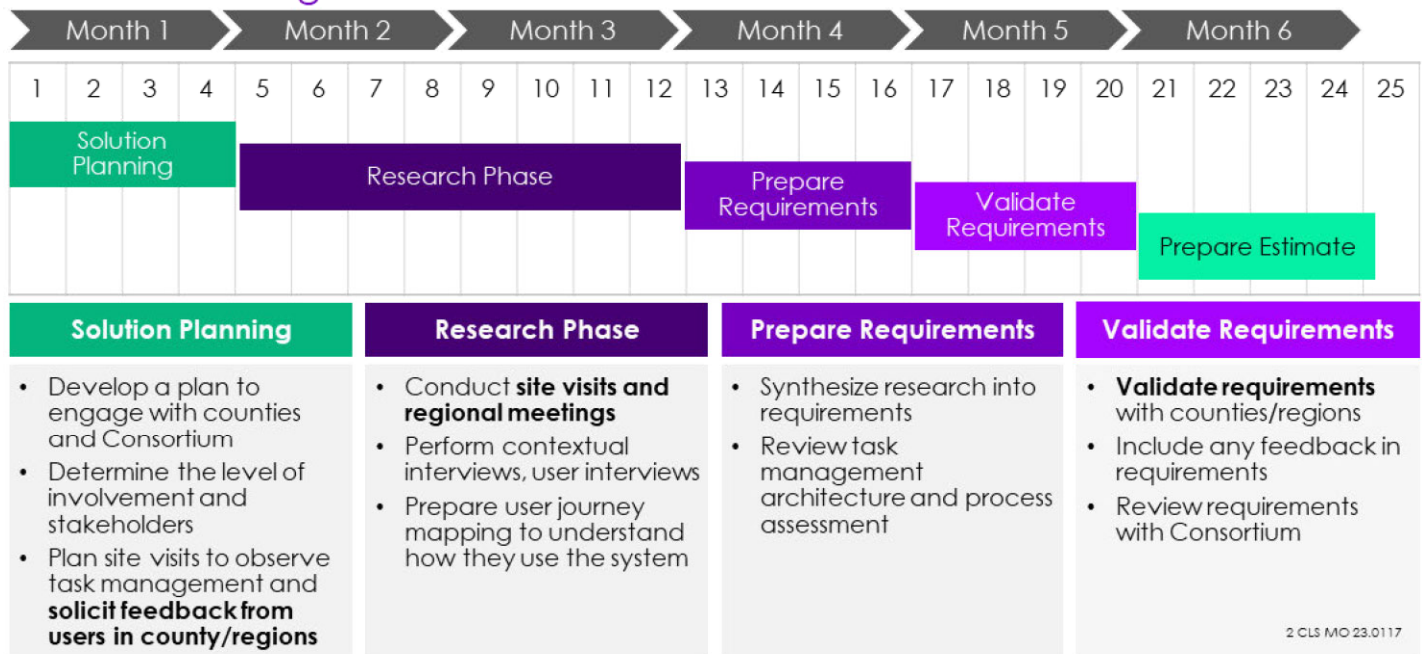 Month 1 Month 2 Month 3 Month 4 Month 5 Month 6
1 2 3 4 5 6 7 8 9 10 11 12 13 14 15 16 17 18 19 20 21 22 23 24 25
Solution
Planning
Research Phase
Prepare
Requirements
Validate
Requirements
Prepare Estimate
Solution Planning
• Develop a plan to
engage with counties
and Consortium
• Determine the level of
involvement and
stakeholders
• Plan site visits to observe
task management and
solicit feedback from
users in county/regions
Research Phase
• Conduct site visits and
regional meetings
• Perform contextual
interviews, user interviews
• Prepare user journey
mapping to understand
how they use the system
Prepare Requirements
• Synthesize research into
requirements
• Review task
management
architecture and process
assessment
Validate Requirements
• Validate requirements
with counties/regions
• Include any feedback in
requirements
• Review requirements
with Consortium
2 CLS MO 23.0117